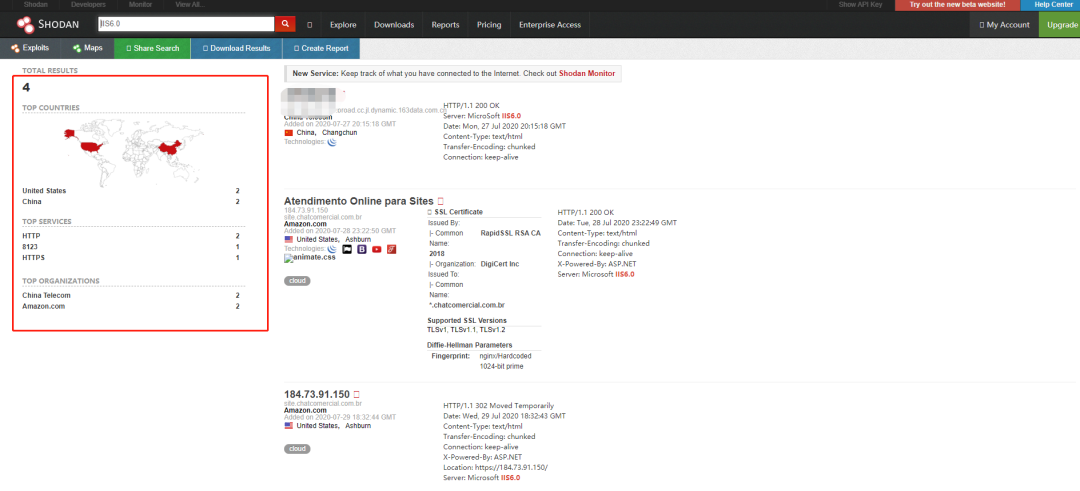 Shodan Developers Monitor View All.. Show API Key Try out the new beta website! Help Center
SHODAN IIS6.0 Explore Downloads Reports Pricing Enterprise Access My Account Upgrade
Exploits Maps Share Search Download Results Create Report
TOTAL RESULTS
4
TOP COUNTRIES
United States 2
China 2
TOP SERVICES
HTTP 2
8123 1
HTTPS 1
TOP ORGANIZATIONS
China Telecom 2
Amazon.com 2
New Service: Keep track of what you have connected to the Internet. Check out Shodan Monitor
Added on 2020-07-27 20:15:18 GMT
China, Changchun
Technologies:
HTTP/1.1 200 OK
Server: MicroSoft IIS6.0
Date: Mon, 27 Jul 2020 20:15:18 GMT
Content-Type: text/html
Transfer-Encoding: chunked
Connection: keep-alive
Atendimento Online para Sites
184.73.91.150
site.chatcomercial.com.br
Amazon.com
Added on 2020-07-28 23:22:50 GMT
United States, Ashburn
Technologies:
animate.css
cloud
SSL Certificate
Issued By:
|- Common
Name:
RapidSSL RSA CA
2018
|- Organization: DigiCert Inc
Issued To:
|- Common
Name:
*.chatcomercial.com.br
Supported SSL Versions
TLSv1, TLSv1.1, TLSv1.2
Diffie-Hellman Parameters
Fingerprint: nginx/Hardcoded
1024-bit prime
HTTP/1.1 200 OK
Date: Tue, 28 Jul 2020 23:22:49 GMT
Content-Type: text/html
Transfer-Encoding: chunked
Connection: keep-alive
X-Powered-By: ASP.NET
Server: Microsoft IIS6.0
184.73.91.150
site.chatcomercial.com.br
Amazon.com
Added on 2020-07-29 18:32:44 GMT
United States, Ashburn
cloud
HTTP/1.1 302 Moved Temporarily
Date: Wed, 29 Jul 2020 18:32:43 GMT
Content-Type: text/html
Transfer-Encoding: chunked
Connection: keep-alive
X-Powered-By: ASP.NET
Location: https://184.73.91.150/
Server: Microsoft IIS6.0